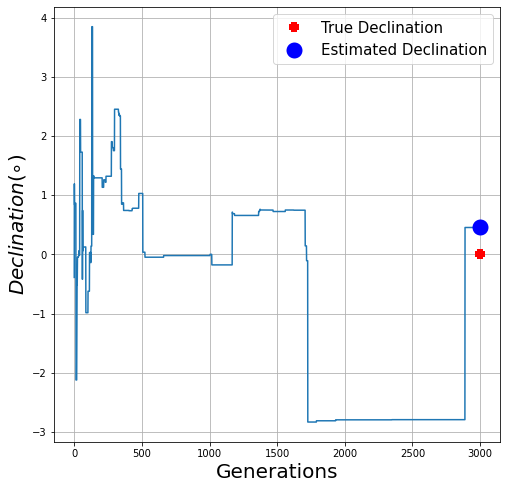 True Declination
Estimated Declination
Declination(∘)
4
3
2
1
0
−1
−2
−3
0 500 1000 1500 2000 2500 3000
Generations